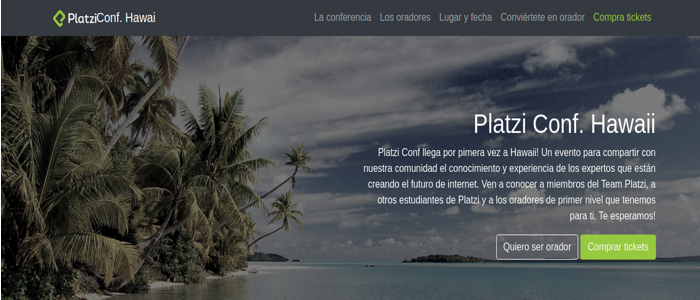 PlatziConf. Hawai La conferencia Los oradores Lugar y fecha Conviértete en orador Compra tickets
Platzi Conf. Hawaii
Platzi Conf llega por pimera vez a Hawaii! Un evento para compartir con
nuestra comunidad el conocimiento y experiencia de los expertos que están
creando el futuro de internet. Ven a conocer a miembros del Team Platzi, a
otros estudiantes de Platzi y a los oradores de primer nivel que tenemos
para ti. Te esperamos!
Quiero ser orador Comprar tickets